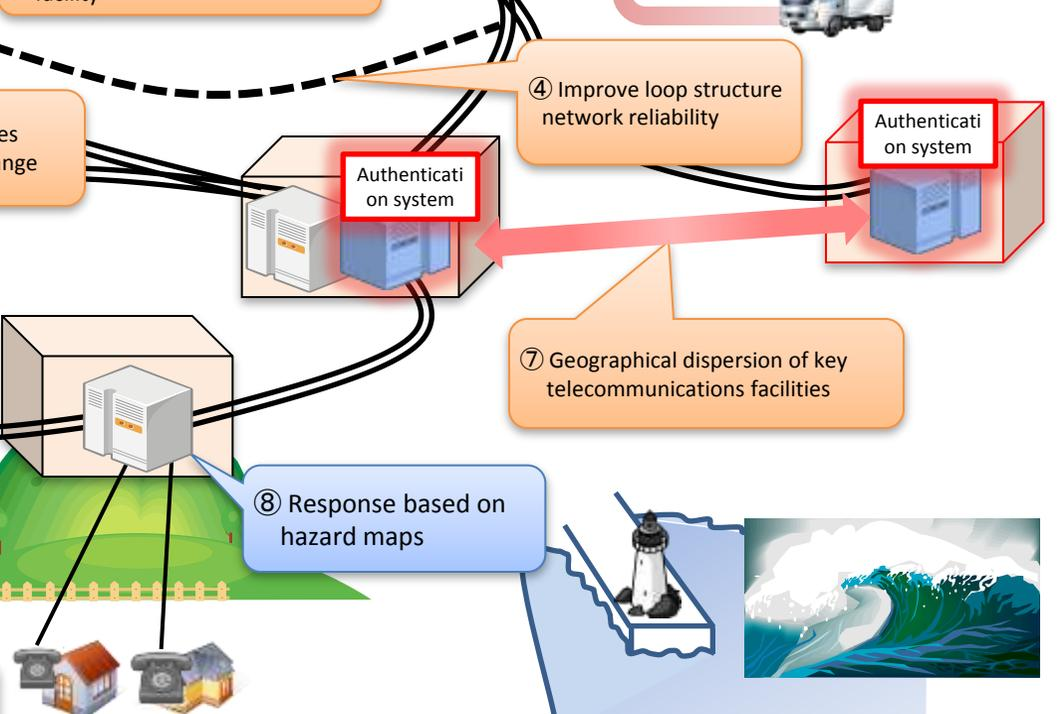 ④ Improve loop structure
network reliability
Authenticati
on system
Authenticati
on system
⑦ Geographical dispersion of key
telecommunications facilities
⑧ Response based on
hazard maps